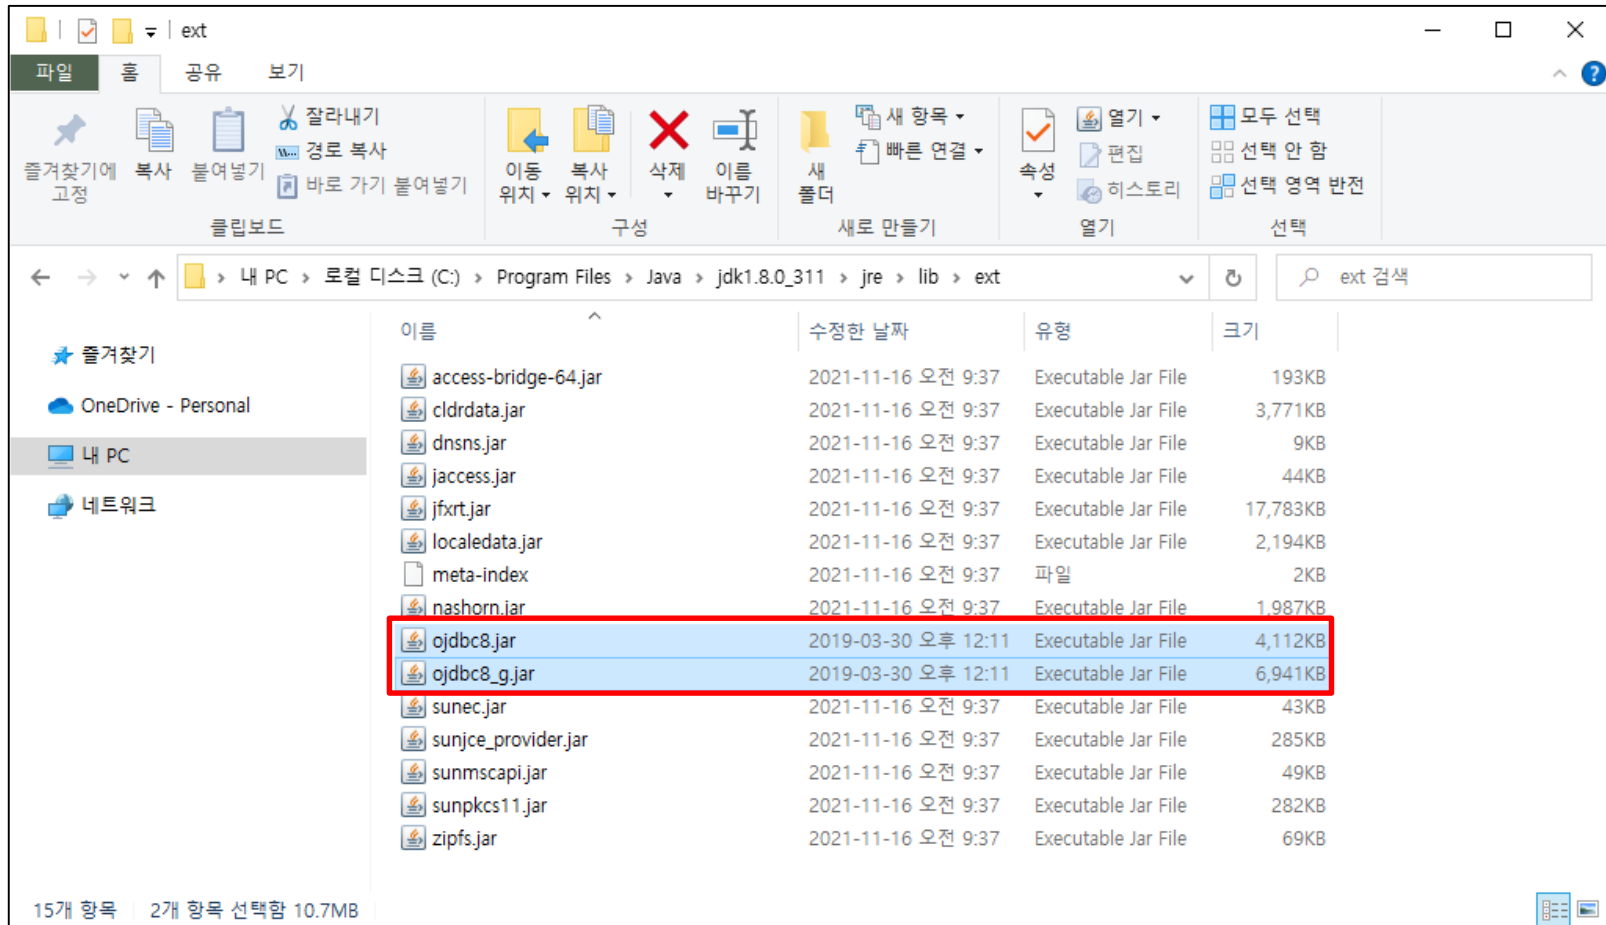 ext
파일 홈 공유 보기
즐겨찾기에 고정
복사
붙여넣기
잘라내기
경로 복사
바로 가기 붙여넣기
클립보드
이동 위치
복사 위치
삭제
이름 바꾸기
구성
새 폴더
새 항목
빠른 연결
새로 만들기
속성
열기
편집
히스토리
열기
모두 선택
선택 안 함
선택 영역 반전
선택
내 PC > 로컬 디스크 (C:) > Program Files > Java > jdk1.8.0_311 > jre > lib > ext
ext 검색
즐겨찾기
OneDrive - Personal
내 PC
네트워크
이름 수정한 날짜 유형 크기
access-bridge-64.jar 2021-11-16 오전 9:37 Executable Jar File 193KB
cldrdata.jar 2021-11-16 오전 9:37 Executable Jar File 3,771KB
dnsns.jar 2021-11-16 오전 9:37 Executable Jar File 9KB
jaccess.jar 2021-11-16 오전 9:37 Executable Jar File 44KB
jfxrt.jar 2021-11-16 오전 9:37 Executable Jar File 17,783KB
localedata.jar 2021-11-16 오전 9:37 Executable Jar File 2,194KB
meta-index 2021-11-16 오전 9:37 파일 2KB
nashorn.jar 2021-11-16 오전 9:37 Executable Jar File 1,987KB
ojdbc8.jar 2019-03-30 오후 12:11 Executable Jar File 4,112KB
ojdbc8_g.jar 2019-03-30 오후 12:11 Executable Jar File 6,941KB
sunec.jar 2021-11-16 오전 9:37 Executable Jar File 43KB
sunjce_provider.jar 2021-11-16 오전 9:37 Executable Jar File 285KB
sunmscapi.jar 2021-11-16 오전 9:37 Executable Jar File 49KB
sunpkcs11.jar 2021-11-16 오전 9:37 Executable Jar File 282KB
zipfs.jar 2021-11-16 오전 9:37 Executable Jar File 69KB
15개 항목 2개 항목 선택함 10.7MB